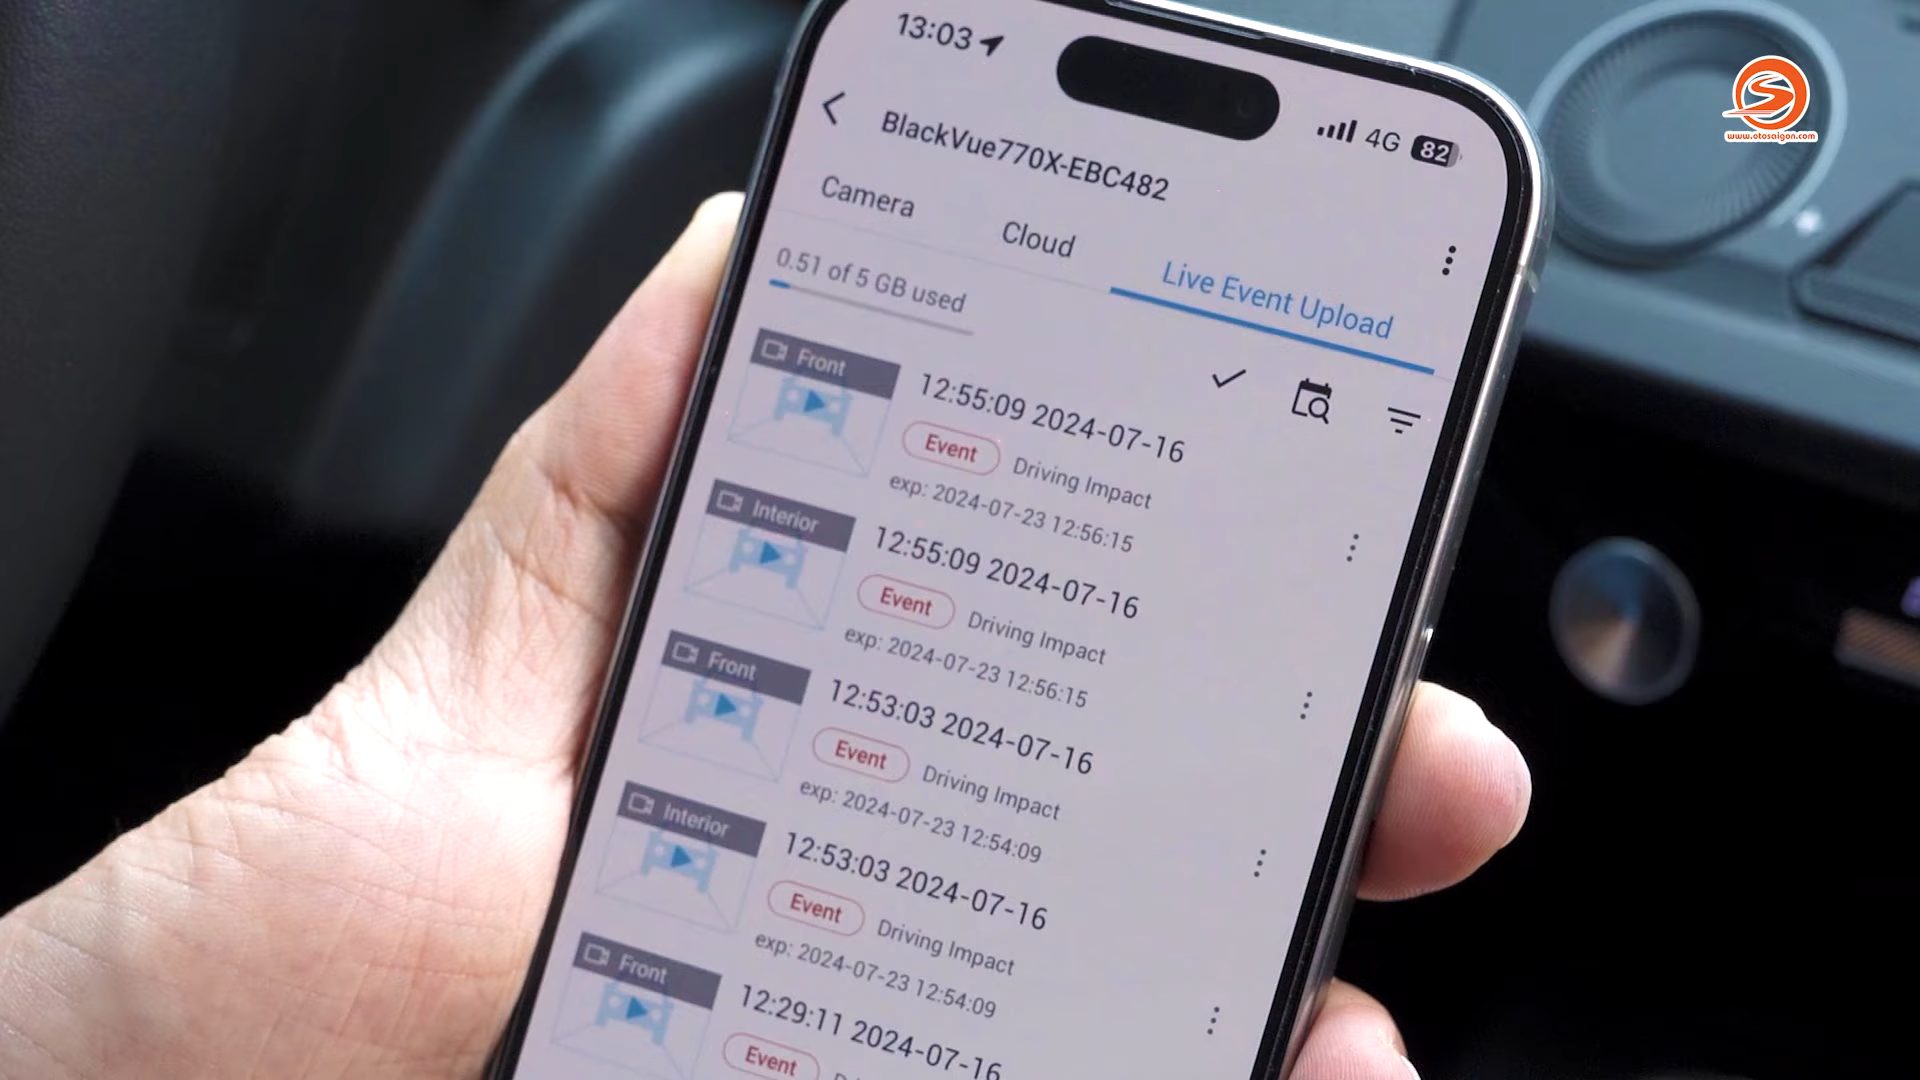 13:03
4G 82
BlackVue770X-EBC482
Camera
Cloud
Live Event Upload
0.51 of 5 GB used
Front
12:55:09 2024-07-16
Event Driving Impact
exp: 2024-07-23 12:56:15
Interior
12:55:09 2024-07-16
Event Driving Impact
exp: 2024-07-23 12:56:15
Front
12:53:03 2024-07-16
Event Driving Impact
exp: 2024-07-23 12:54:09
Interior
12:53:03 2024-07-16
Event Driving Impact
exp: 2024-07-23 12:54:09
Front
12:29:11 2024-07-16
Event
www.otosaigon.com